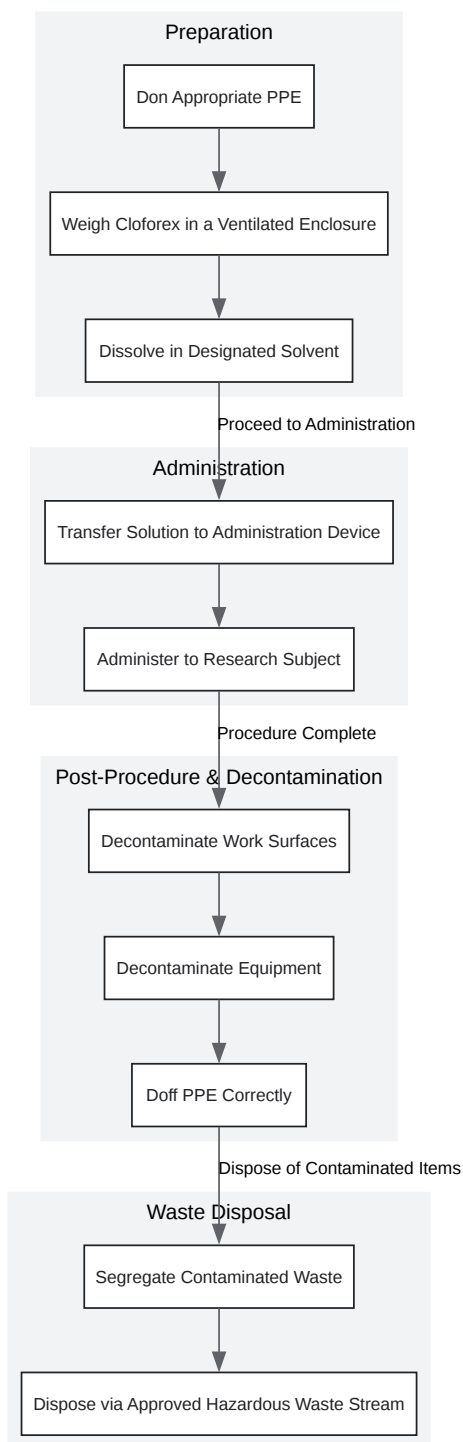 Preparation
Don Appropriate PPE
Weigh Cloforex in a Ventilated Enclosure
Dissolve in Designated Solvent
Proceed to Administration
Administration
Transfer Solution to Administration Device
Administer to Research Subject
Procedure Complete
Post-Procedure & Decontamination
Decontaminate Work Surfaces
Decontaminate Equipment
Doff PPE Correctly
Dispose of Contaminated Items
Waste Disposal
Segregate Contaminated Waste
Dispose via Approved Hazardous Waste Stream